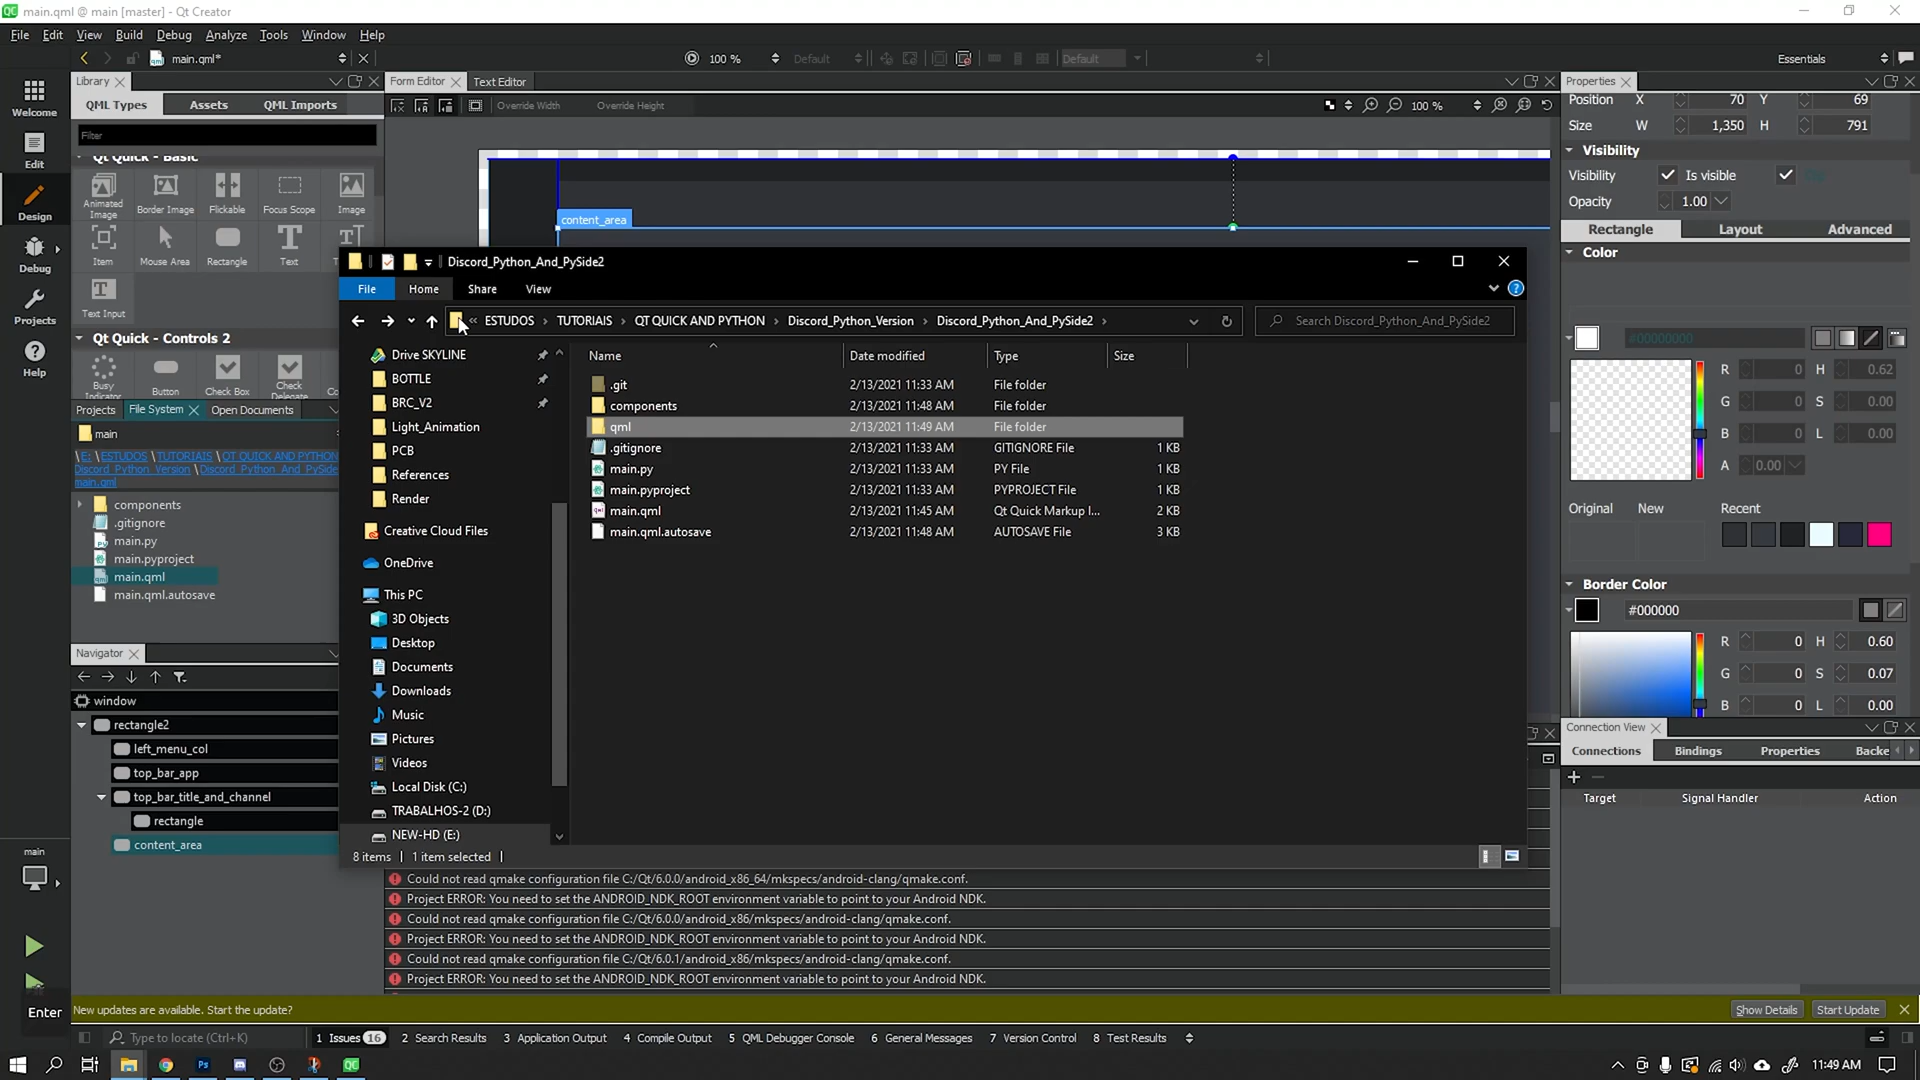 main.qml @ main [master] - Qt Creator
File Edit View Build Debug Analyze Tools Window Help
main.qml* 100 % Default Default Essentials
Library Form Editor Text Editor Properties
QML Types Assets QML Imports Override Width Override Height 100 %
Filter
Position X 70 Y 69
Size W 1,350 H 791
Welcome
Edit
Design
Debug
Projects
Help
Qt Quick - Basic
Animated Image Border Image Flickable Focus Scope Image
Item Mouse Area Rectangle Text
Text Input
Qt Quick - Controls 2
Busy Indicator Button Check Box Check Delegate
Projects File System Open Documents
main
\E: \ESTUDOS \TUTORIAIS \QT QUICK AND PYTHON
Discord_Python_Version \Discord_Python_And_PySide
main.qml
components
.gitignore
main.py
main.pyproject
main.qml
main.qml.autosave
Navigator
window
rectangle2
left_menu_col
top_bar_app
top_bar_title_and_channel
rectangle
content_area
content_area
Discord_Python_And_PySide2
File Home Share View
« ESTUDOS › TUTORIAIS › QT QUICK AND PYTHON › Discord_Python_Version › Discord_Python_And_PySide2 ›
Search Discord_Python_And_PySide2
Drive SKYLINE
BOTTLE
BRC_V2
Light_Animation
PCB
References
Render
Creative Cloud Files
OneDrive
This PC
3D Objects
Desktop
Documents
Downloads
Music
Pictures
Videos
Local Disk (C:)
TRABALHOS-2 (D:)
NEW-HD (E:)
Name Date modified Type Size
.git 2/13/2021 11:33 AM File folder
components 2/13/2021 11:48 AM File folder
qml 2/13/2021 11:49 AM File folder
.gitignore 2/13/2021 11:33 AM GITIGNORE File 1 KB
main.py 2/13/2021 11:33 AM PY File 1 KB
main.pyproject 2/13/2021 11:33 AM PYPROJECT File 1 KB
main.qml 2/13/2021 11:45 AM Qt Quick Markup l... 2 KB
main.qml.autosave 2/13/2021 11:48 AM AUTOSAVE File 3 KB
8 items 1 item selected
Visibility
Visibility Is visible
Opacity 1.00
Rectangle Layout Advanced
Color
#00000000
R 0 H 0.62
G 0 S 0.00
B 0 L 0.00
A 0.00
Original New Recent
Border Color
#000000
R 0 H 0.60
G 0 S 0.07
B 0 L 0.00
Connection View
Connections Bindings Properties Backe
Target Signal Handler Action
Could not read qmake configuration file C:/Qt/6.0.0/android_x86_64/mkspecs/android-clang/qmake.conf.
Project ERROR: You need to set the ANDROID_NDK_ROOT environment variable to point to your Android NDK.
Could not read qmake configuration file C:/Qt/6.0.0/android_x86/mkspecs/android-clang/qmake.conf.
Project ERROR: You need to set the ANDROID_NDK_ROOT environment variable to point to your Android NDK.
Could not read qmake configuration file C:/Qt/6.0.1/android_x86/mkspecs/android-clang/qmake.conf.
Project ERROR: You need to set the ANDROID_NDK_ROOT environment variable to point to your Android NDK.
main
Enter
New updates are available. Start the update? Show Details Start Update
Type to locate (Ctrl+K) 1 Issues 16 2 Search Results 3 Application Output 4 Compile Output 5 QML Debugger Console 6 General Messages 7 Version Control 8 Test Results
11:49 AM